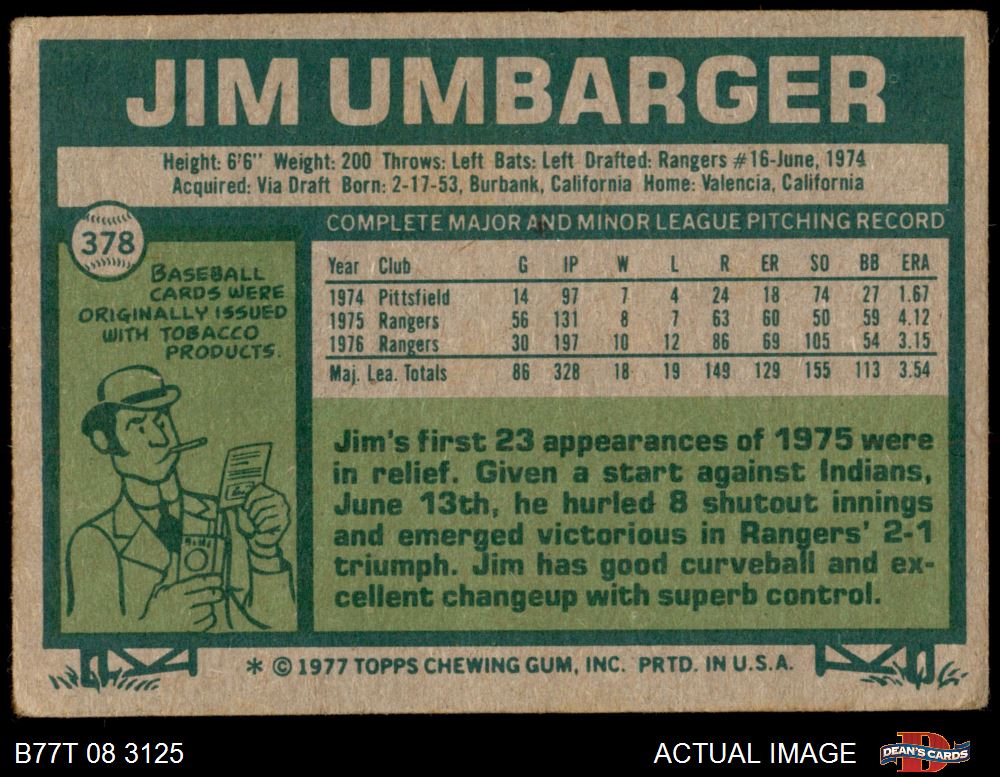 JIM UMBARGER
Height: 6'6" Weight: 200 Throws: Left Bats: Left Drafted: Rangers #16-June, 1974
Acquired: Via Draft Born: 2-17-53, Burbank, California Home: Valencia, California
378
BASEBALL
CARDS WERE
ORIGINALLY ISSUED
WITH TOBACCO
PRODUCTS.
COMPLETE MAJOR AND MINOR LEAGUE PITCHING RECORD
Year Club G IP W L R ER SO BB ERA
1974 Pittsfield 14 97 7 4 24 18 74 27 1.67
1975 Rangers 56 131 8 7 63 60 50 59 4.12
1976 Rangers 30 197 10 12 86 69 105 54 3.15
Maj. Lea. Totals 86 328 18 19 149 129 155 113 3.54
Jim's first 23 appearances of 1975 were
in relief. Given a start against Indians,
June 13th, he hurled 8 shutout innings
and emerged victorious in Rangers' 2-1
triumph. Jim has good curveball and ex-
cellent changeup with superb control.
* © 1977 TOPPS CHEWING GUM, INC. PRTD. IN U.S.A.
B77T 08 3125
ACTUAL IMAGE
DEAN'S CARDS